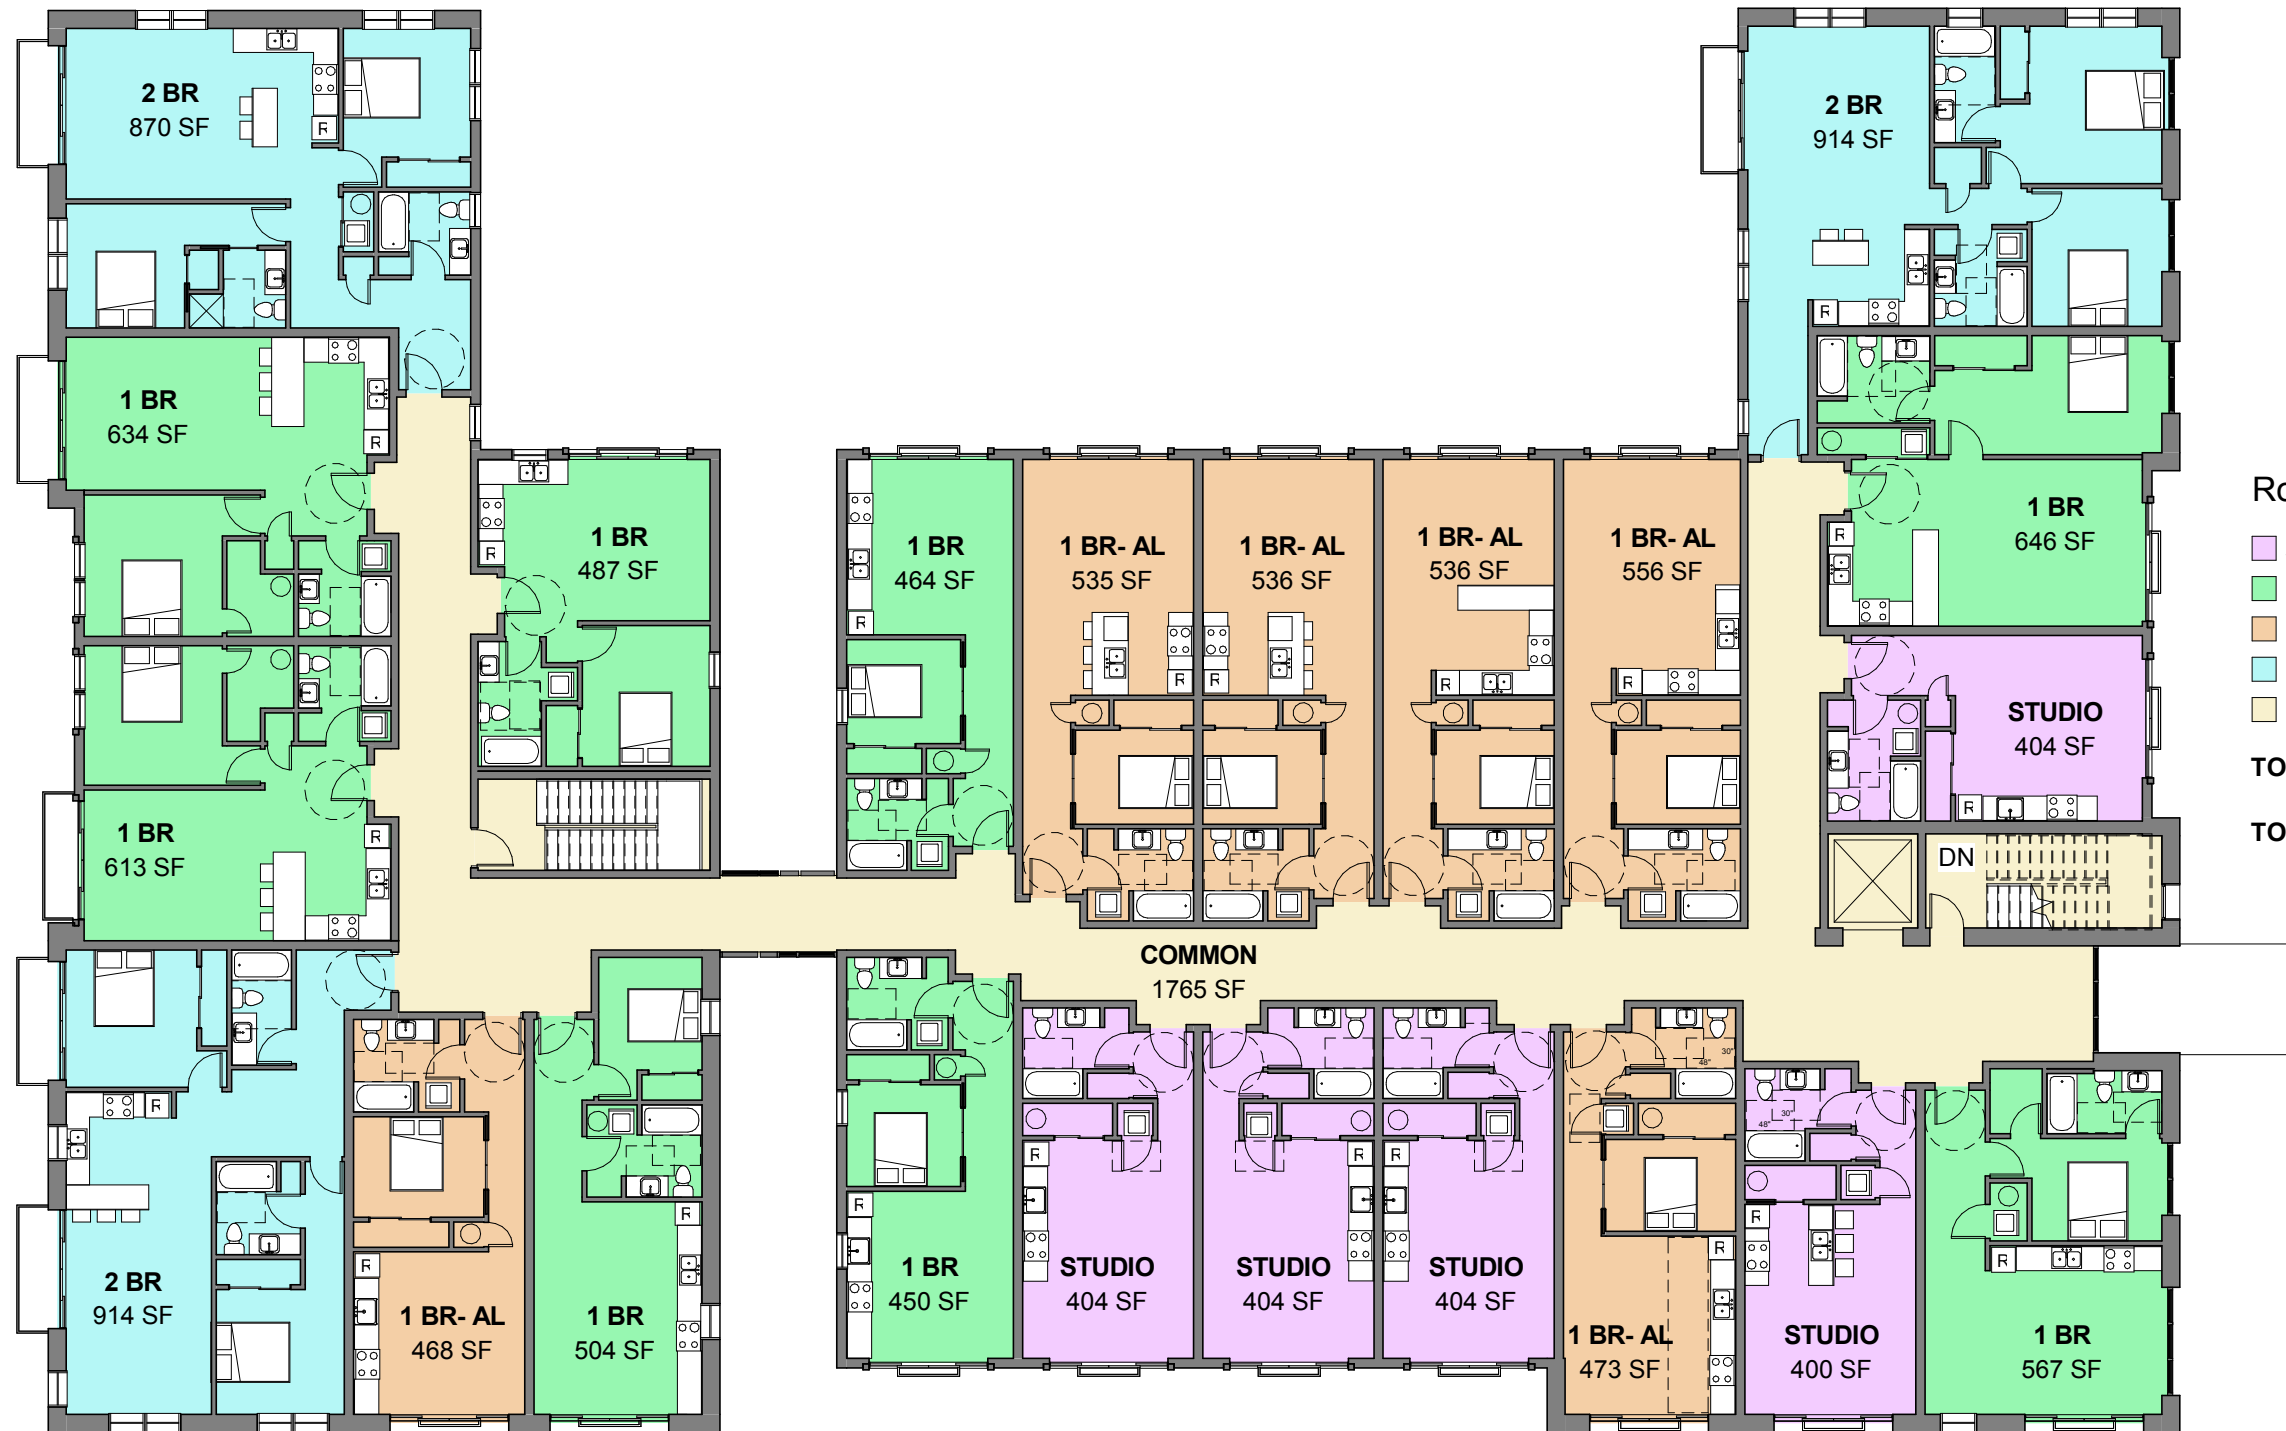 2 BR
870 SF
R
2 BR
914 SF
R
1 BR
634 SF
R
1 BR
487 SF
R
1 BR
464 SF
R
1 BR- AL
535 SF
R
1 BR- AL
536 SF
R
1 BR- AL
536 SF
R
1 BR- AL
556 SF
R
1 BR
646 SF
R
STUDIO
404 SF
R
1 BR
613 SF
R
DN
COMMON
1765 SF
2 BR
914 SF
R
1 BR- AL
468 SF
R
1 BR
504 SF
R
1 BR
450 SF
R
STUDIO
404 SF
R
STUDIO
404 SF
R
STUDIO
404 SF
R
1 BR- AL
473 SF
R
30"
48"
STUDIO
400 SF
R
30"
48"
1 BR
567 SF
R
Ro
TO
TO